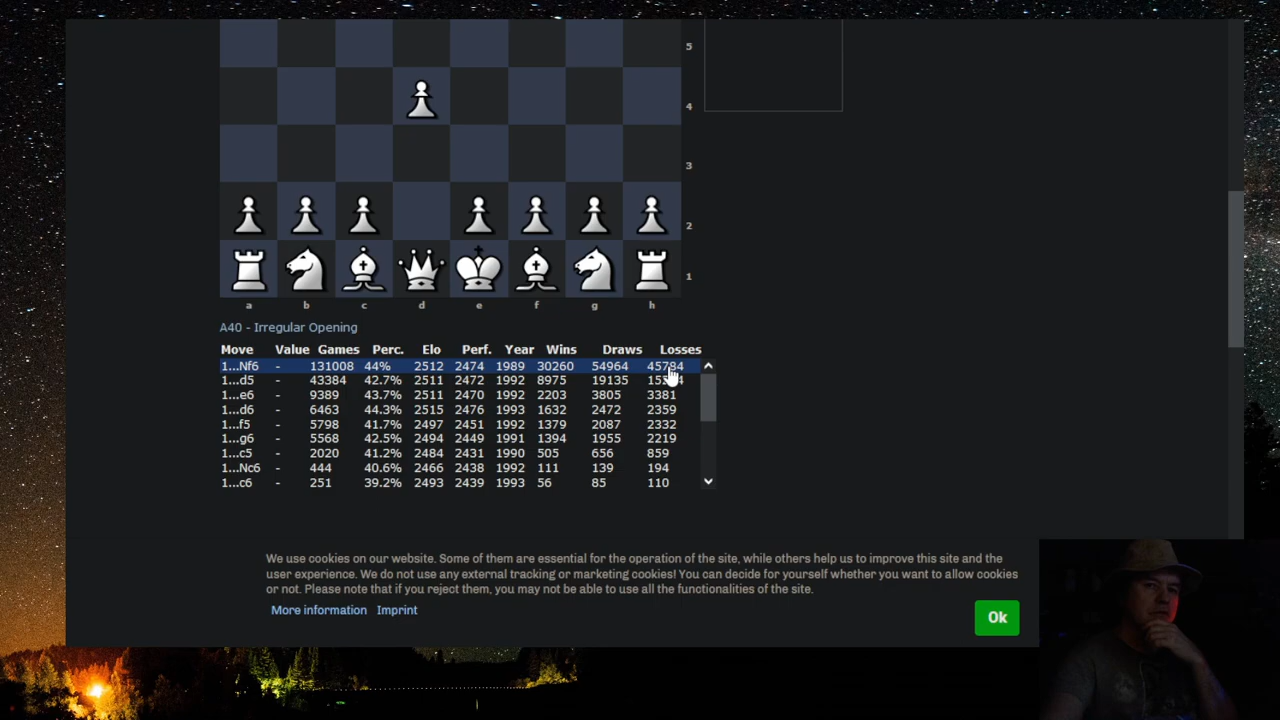 5
4
3
2
1
a b c d e f g h
A40 - Irregular Opening
Move Value Games Perc. Elo Perf. Year Wins Draws Losses
1...Nf6 - 131008 44% 2512 2474 1989 30260 54964 45784
1...d5 - 43384 42.7% 2511 2472 1992 8975 19135
1...e6 - 9389 43.7% 2511 2470 1992 2203 3805 3381
1...d6 - 6463 44.3% 2515 2476 1993 1632 2472 2359
1...f5 - 5798 41.7% 2497 2451 1992 1379 2087 2332
1...g6 - 5568 42.5% 2494 2449 1991 1394 1955 2219
1...c5 - 2020 41.2% 2484 2431 1990 505 656 859
1...Nc6 - 444 40.6% 2466 2438 1992 111 139 194
1...c6 - 251 39.2% 2493 2439 1993 56 85 110
We use cookies on our website. Some of them are essential for the operation of the site, while others help us to improve this site and the
user experience. We do not use any external tracking or marketing cookies! You can decide for yourself whether you want to allow cookies
or not. Please note that if you reject them, you may not be able to use all the functionalities of the site.
More information Imprint
Ok